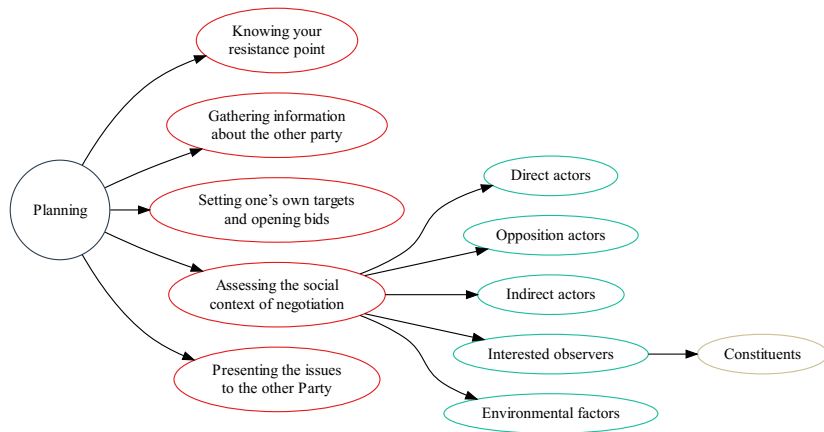 Planning
Knowing your
resistance point
Gathering information
about the other party
Setting one’s own targets
and opening bids
Assessing the social
context of negotiation
Presenting the issues
to the other Party
Direct actors
Opposition actors
Indirect actors
Interested observers
Environmental factors
Constituents